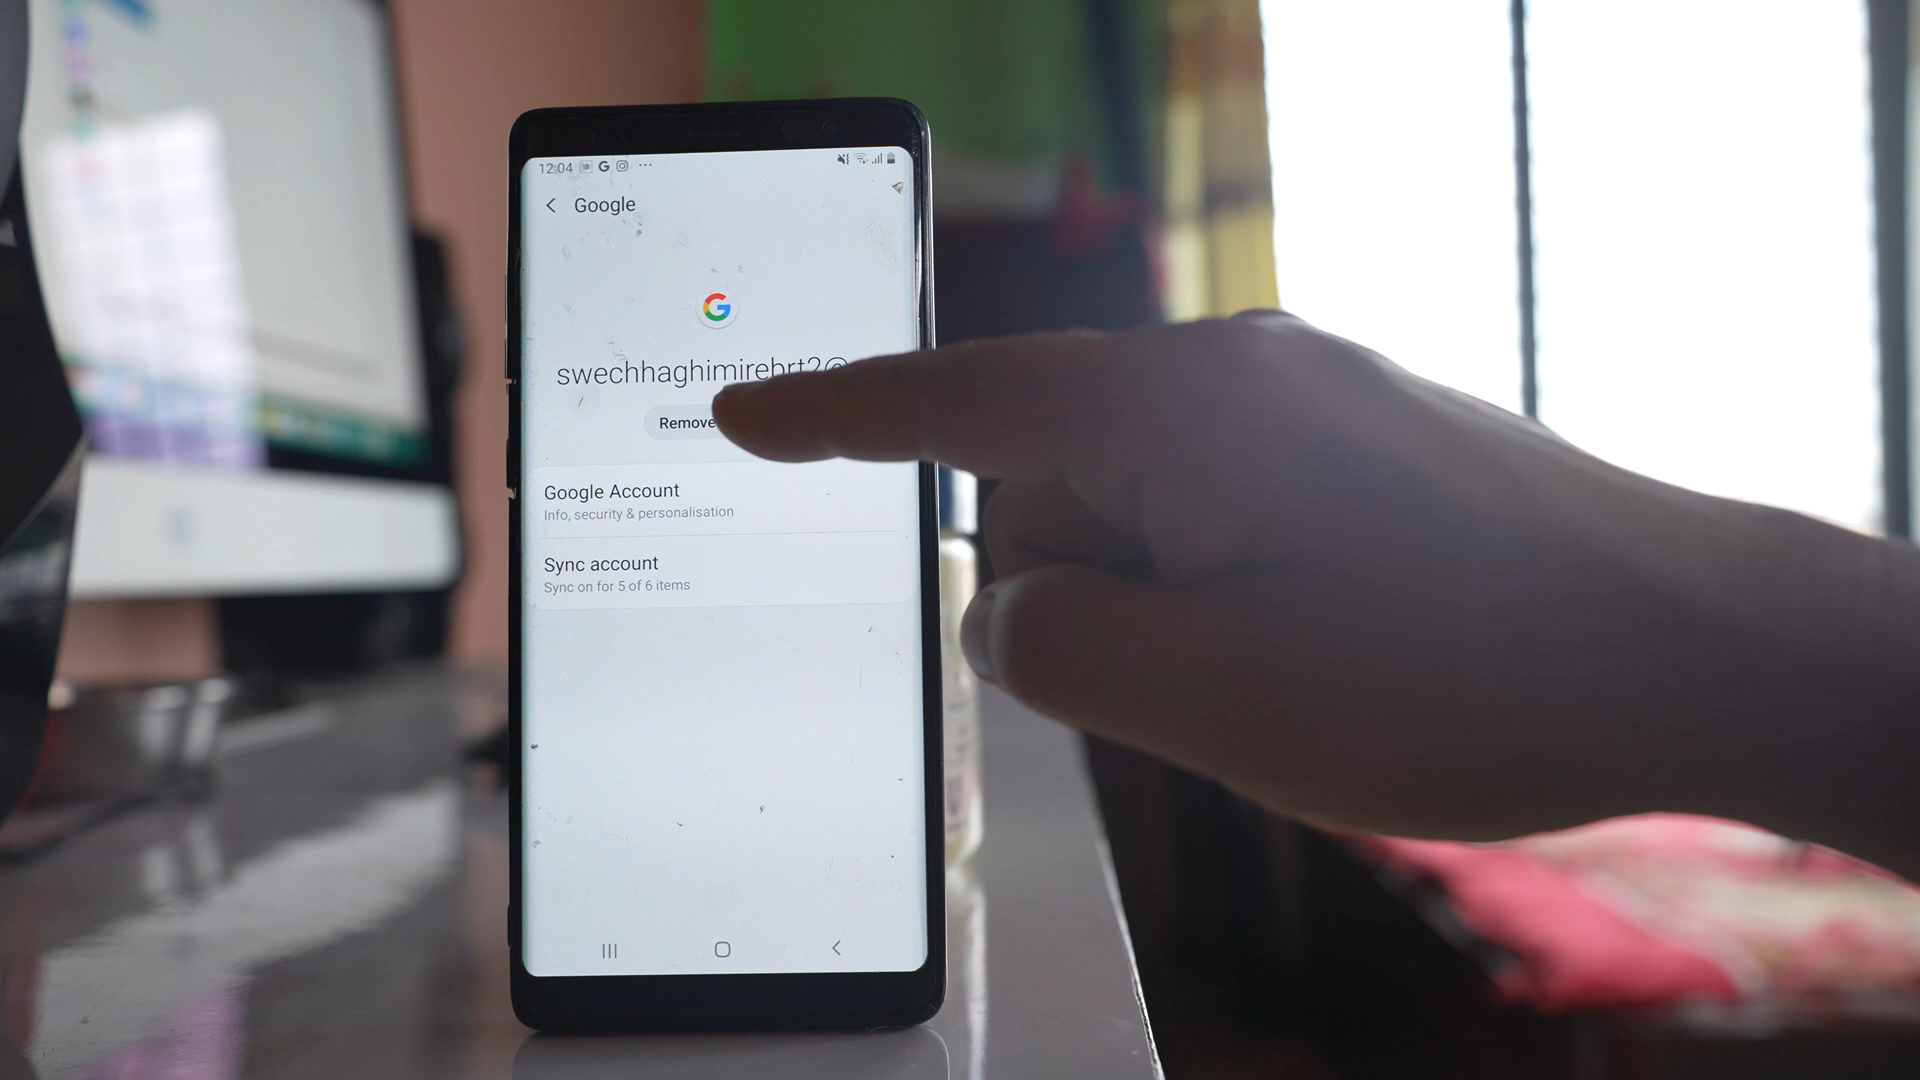 12:04 G
Google
G
swechhaghimirebrt2@
Remove
Google Account
Info, security & personalisation
Sync account
Sync on for 5 of 6 items